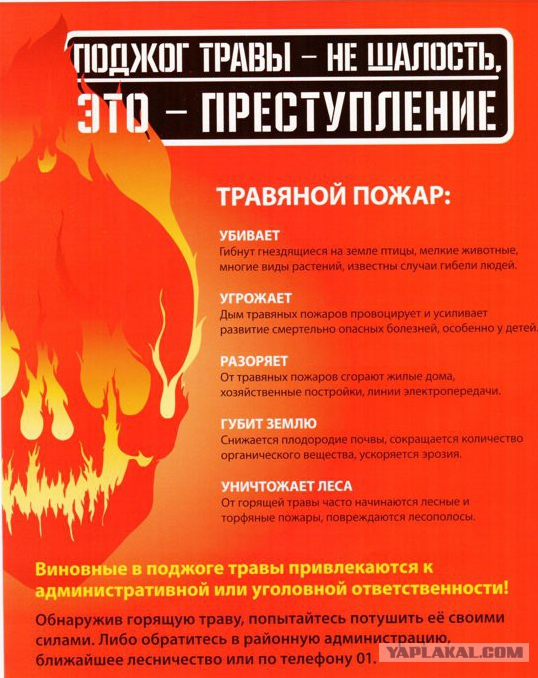 ПОДЖОГ ТРАВЫ – НЕ ШАЛОСТЬ,
ЭТО – ПРЕСТУПЛЕНИЕ
ТРАВЯНОЙ ПОЖАР:
УБИВАЕТ
Гибнут гнездящиеся на земле птицы, мелкие животные,
многие виды растений, известны случаи гибели людей.
УГРОЖАЕТ
Дым травяных пожаров провоцирует и усиливает
развитие смертельно опасных болезней, особенно у детей.
РАЗОРЯЕТ
От травяных пожаров сгорают жилые дома,
хозяйственные постройки, линии электропередачи.
ГУБИТ ЗЕМЛЮ
Снижается плодородие почвы, сокращается количество
органического вещества, ускоряется эрозия.
УНИЧТОЖАЕТ ЛЕСА
От горящей травы часто начинаются лесные и
торфяные пожары, повреждаются лесополосы.
Виновные в поджоге травы привлекаются к
административной или уголовной ответственности!
Обнаружив горящую траву, попытайтесь потушить её своими
силами. Либо обратитесь в районную администрацию,
ближайшее лесничество или по телефону 01.
YAPLAKAL.COM